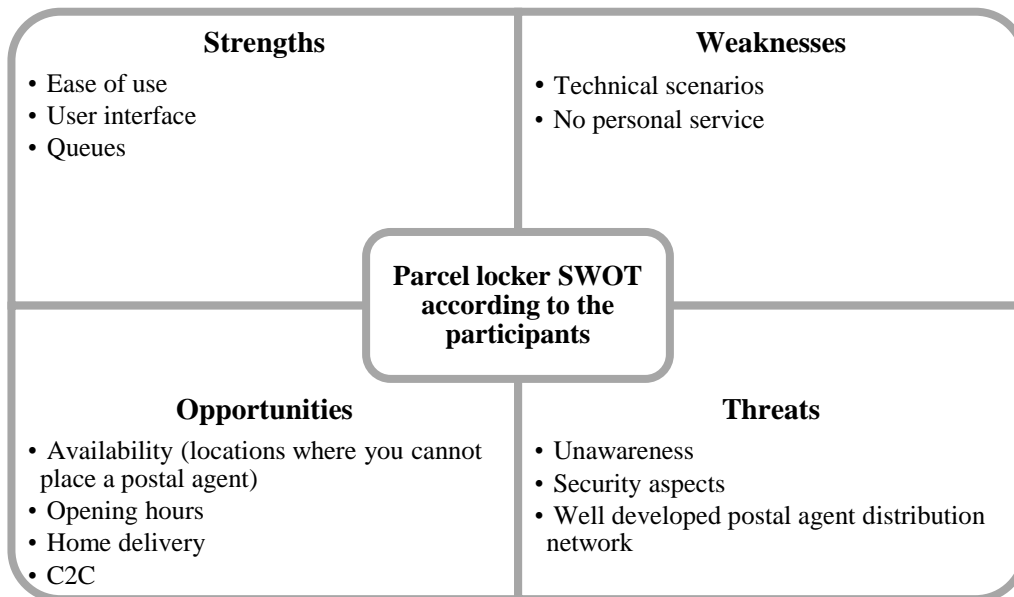 Strengths
• Ease of use
• User interface
• Queues
Weaknesses
• Technical scenarios
• No personal service
Parcel locker SWOT
according to the
participants
Opportunities
• Availability (locations where you cannot
place a postal agent)
• Opening hours
• Home delivery
• C2C
Threats
• Unawareness
• Security aspects
• Well developed postal agent distribution
network